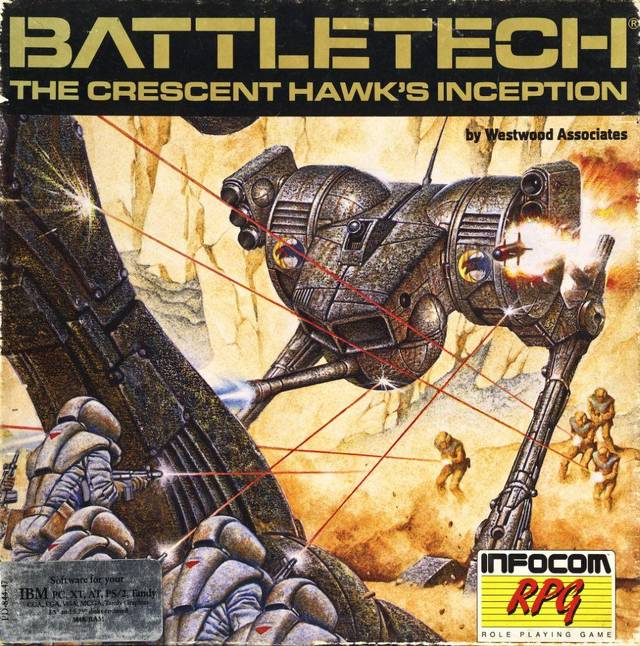 BATTLETECH®
THE CRESCENT HAWK'S INCEPTION
by Westwood Associates
Software for your
IBM PC, XT, AT, PS/2, Tandy
INFOCOM
RPG
ROLE PLAYING GAME